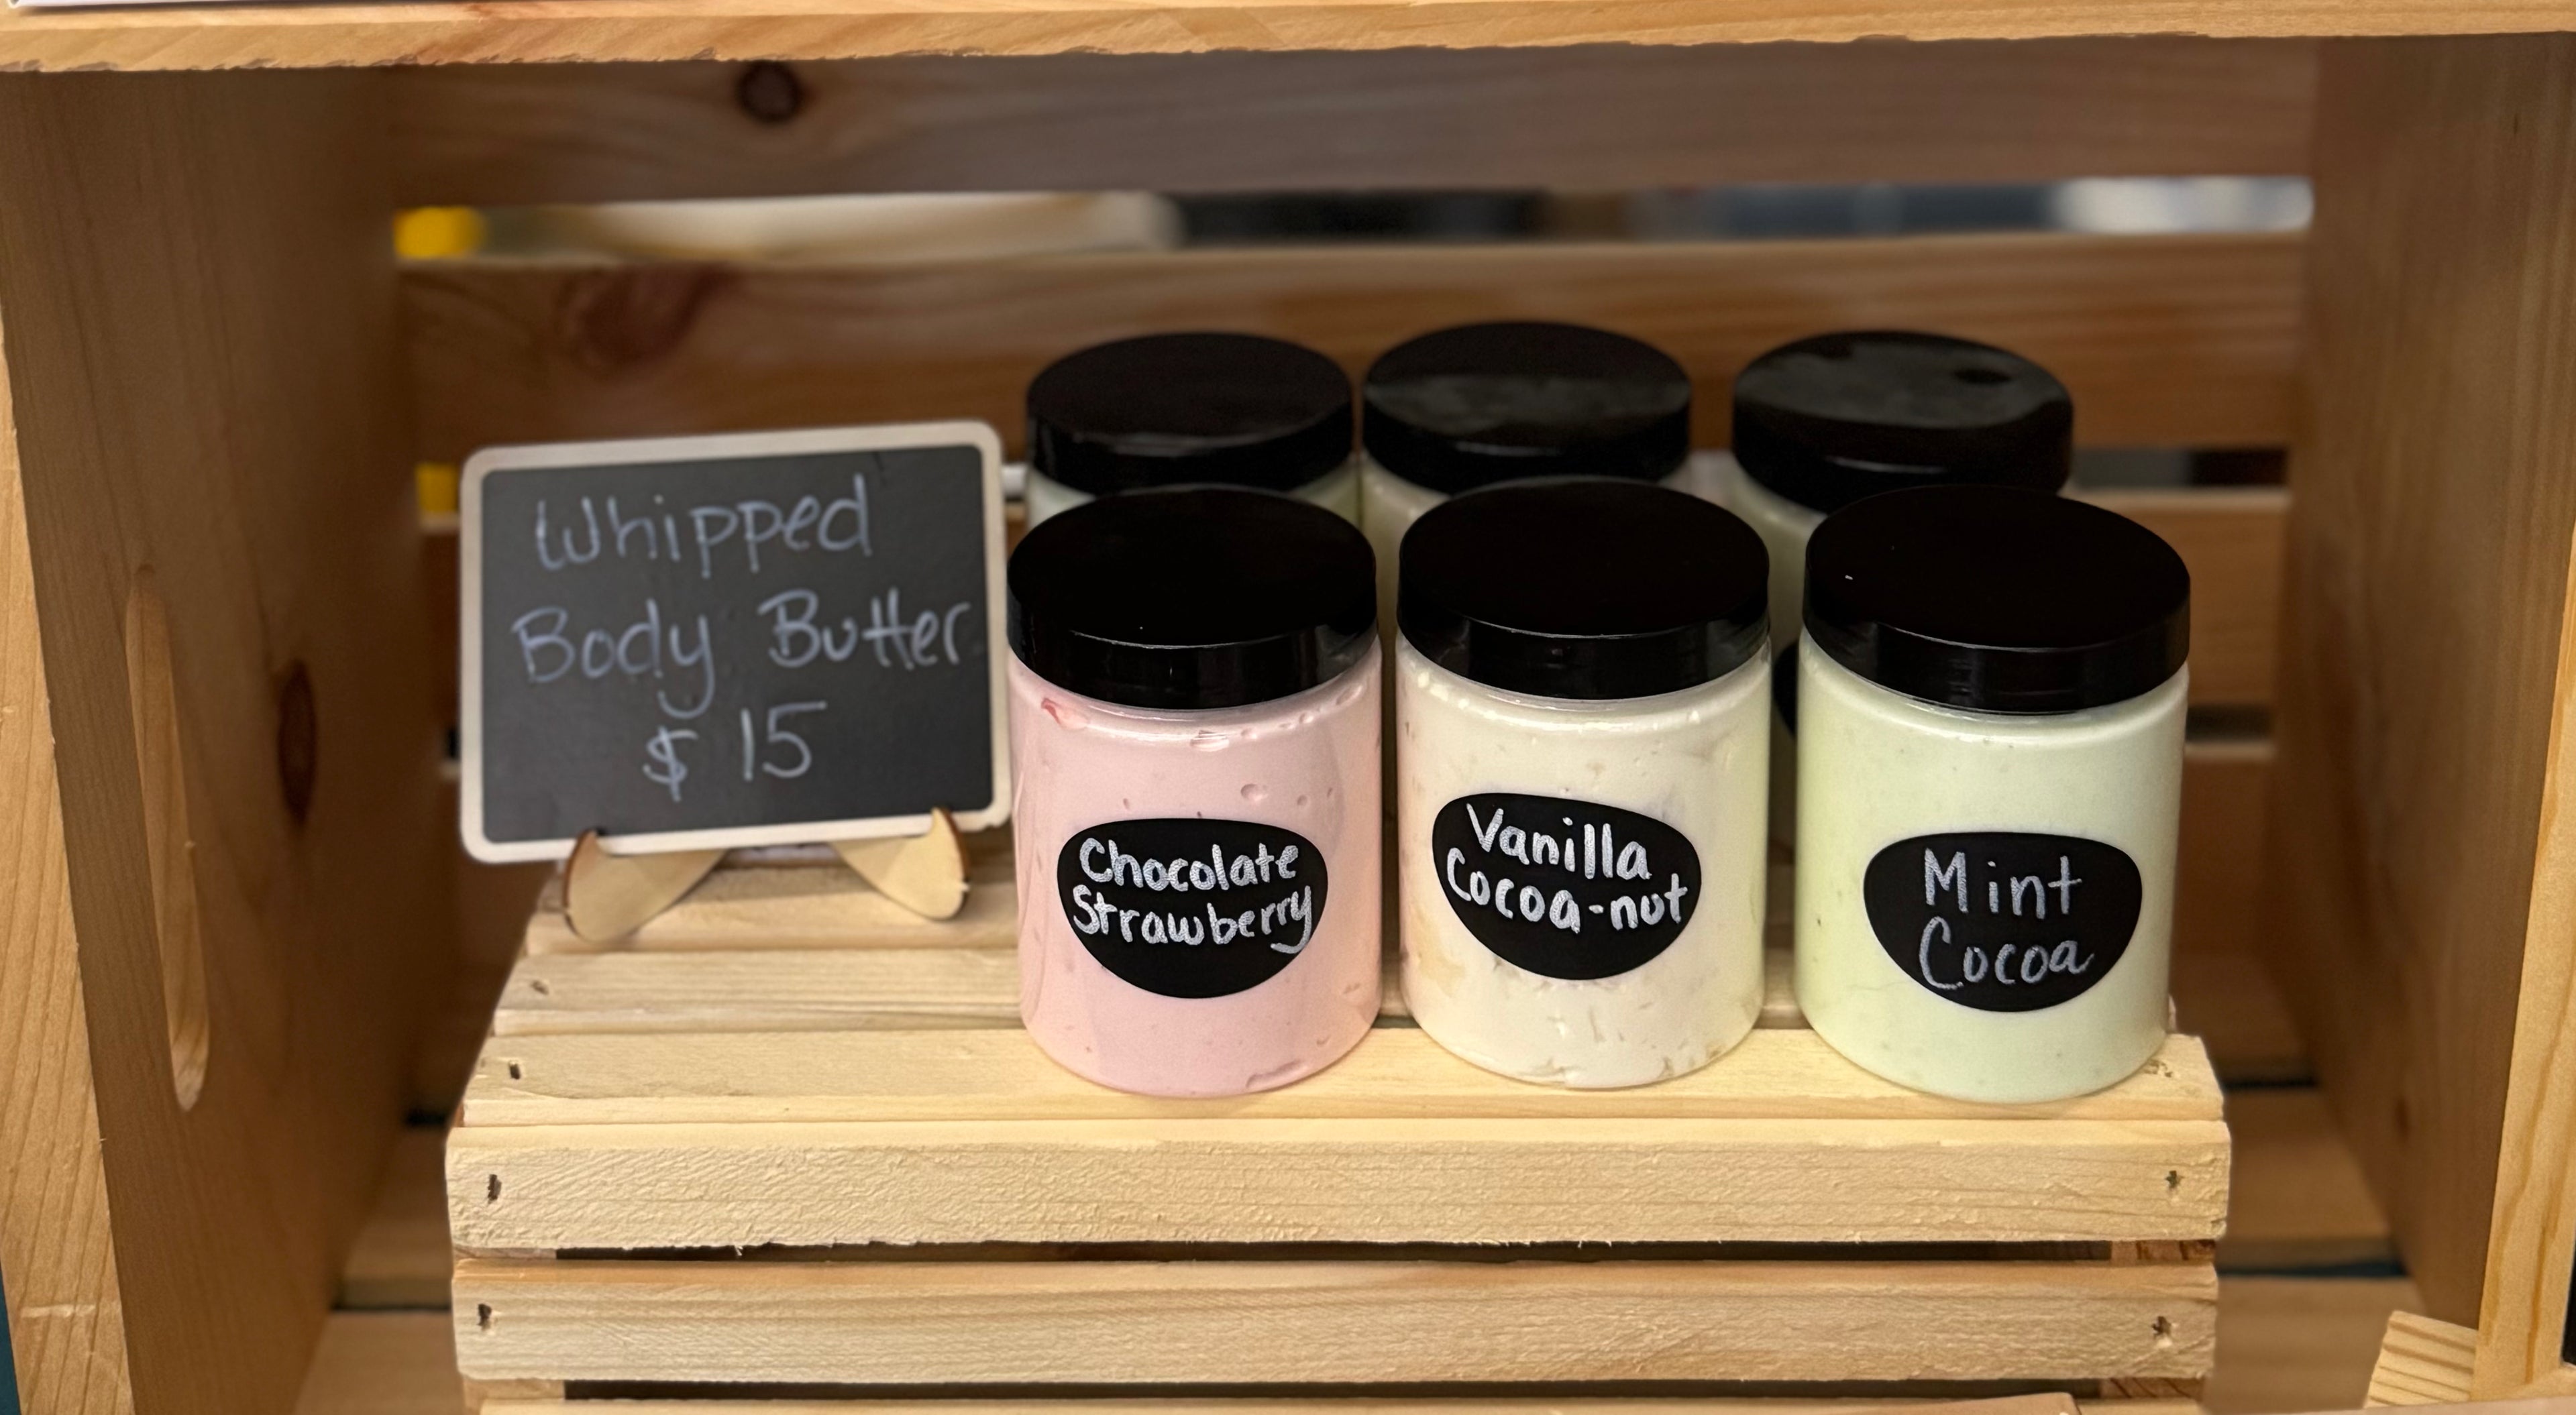 Whipped
Body Butter
$ 15
Chocolate
Strawberry
Vanilla
Cocoa-nut
Mint
Cocoa